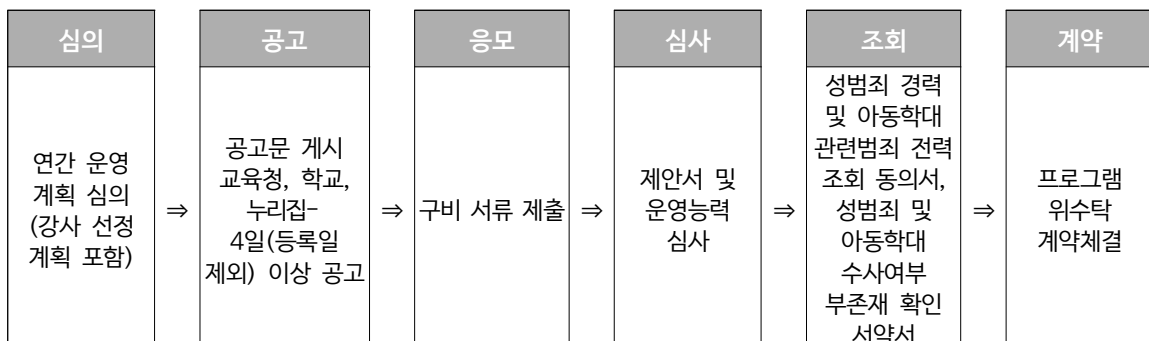 심의
연간 운영
계획 심의
(강사 선정
계획 포함)
⇒
공고
공고문 게시
교육청, 학교,
누리집-
4일(등록일
제외) 이상 공고
⇒
응모
구비 서류 제출
⇒
심사
제안서 및
운영능력
심사
⇒
조회
성범죄 경력
및 아동학대
관련범죄 전력
조회 동의서,
성범죄 및
아동학대
수사여부
부존재 확인
서약서
⇒
계약
프로그램
위수탁
계약체결